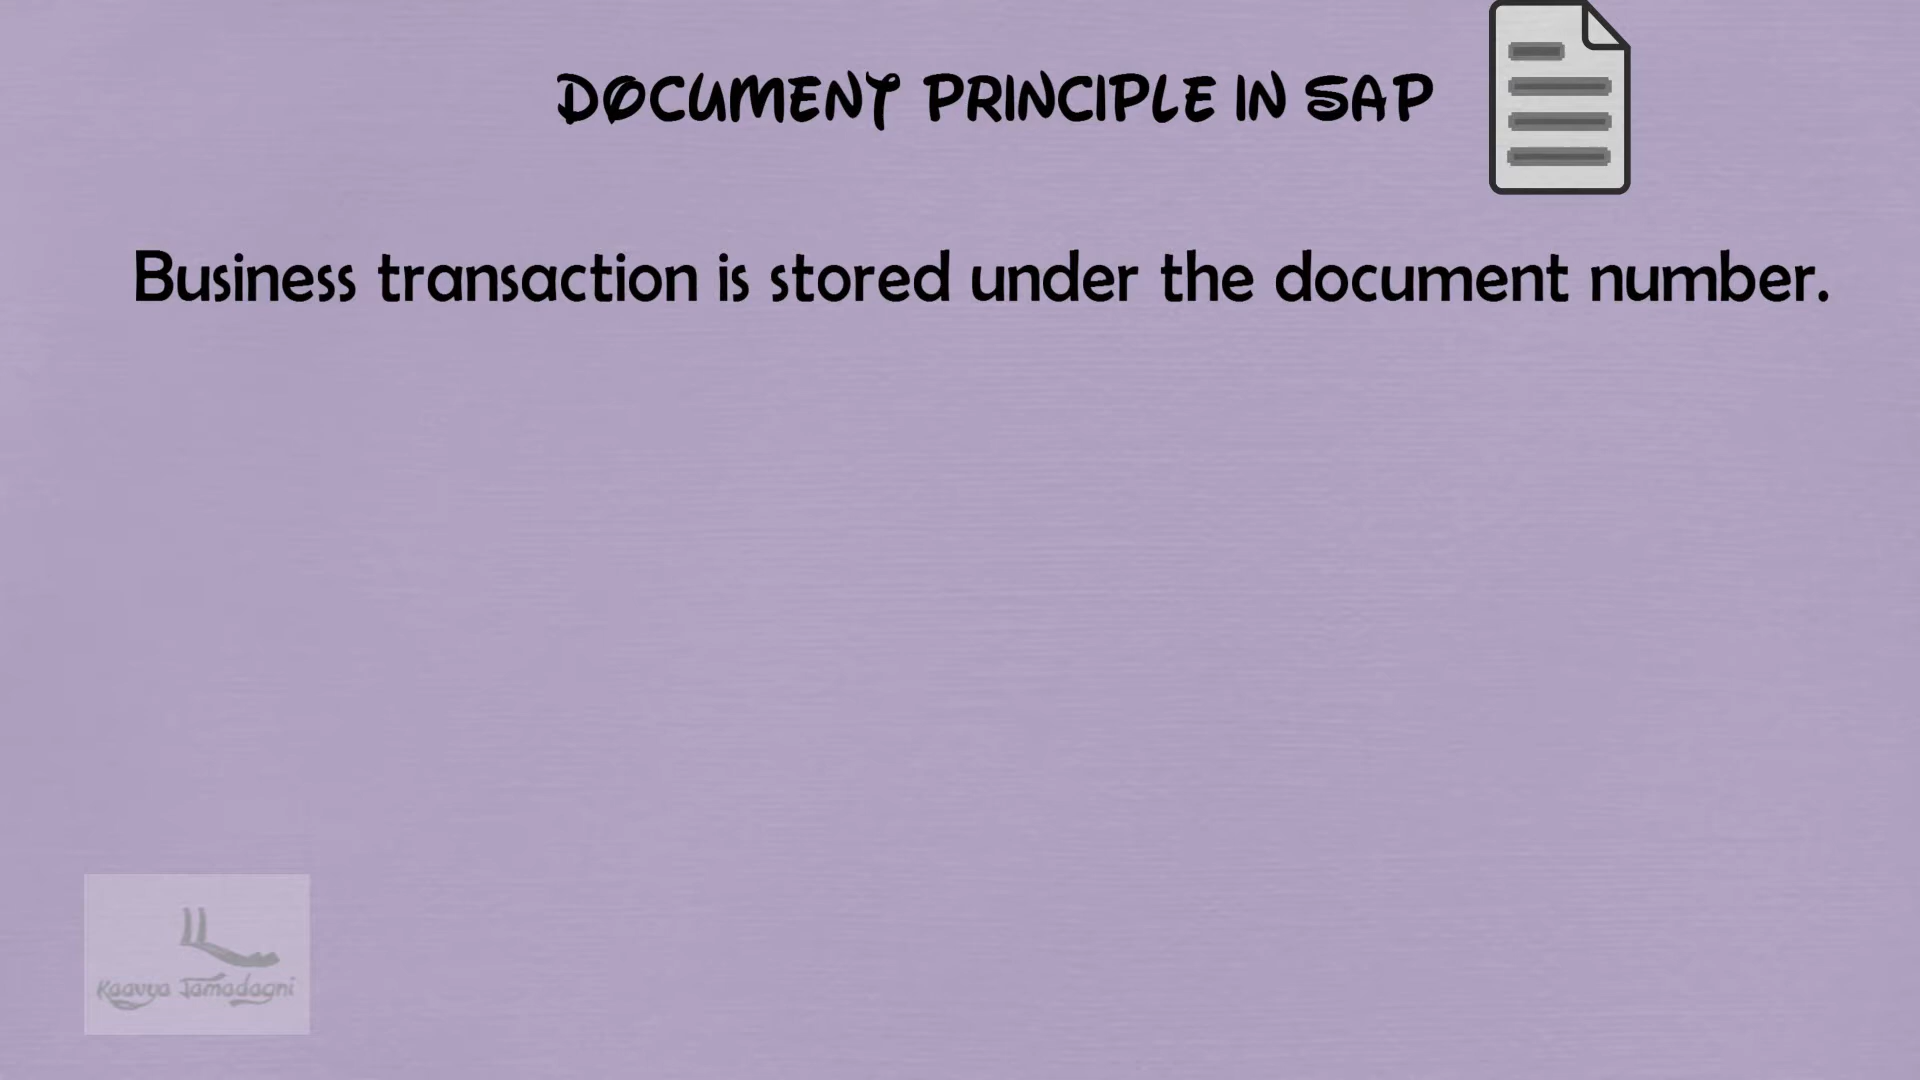 DOCUMENT PRINCIPLE IN SAP
Business transaction is stored under the document number.
Kaavya Jamadagni